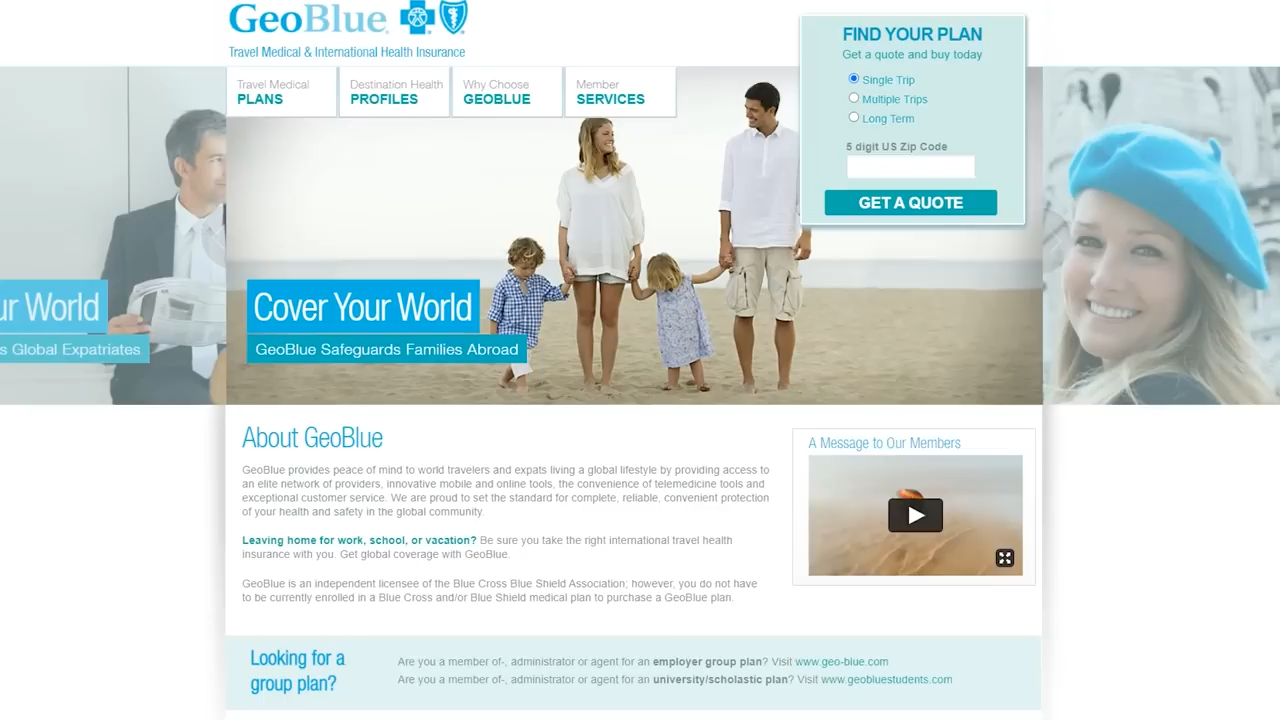 GeoBlue
Travel Medical & International Health Insurance
Travel Medical
PLANS
Destination Health
PROFILES
Why Choose
GEOBLUE
Member
SERVICES
FIND YOUR PLAN
Get a quote and buy today
Single Trip
Multiple Trips
Long Term
5 digit US Zip Code
GET A QUOTE
ur World
s Global Expatriates
Cover Your World
GeoBlue Safeguards Families Abroad
About GeoBlue
GeoBlue provides peace of mind to world travelers and expats living a global lifestyle by providing access to
an elite network of providers, innovative mobile and online tools, the convenience of telemedicine tools and
exceptional customer service. We are proud to set the standard for complete, reliable, convenient protection
of your health and safety in the global community.
Leaving home for work, school, or vacation? Be sure you take the right international travel health
insurance with you. Get global coverage with GeoBlue.
GeoBlue is an independent licensee of the Blue Cross Blue Shield Association; however, you do not have
to be currently enrolled in a Blue Cross and/or Blue Shield medical plan to purchase a GeoBlue plan.
A Message to Our Members
Looking for a
group plan?
Are you a member of-, administrator or agent for an employer group plan? Visit www.geo-blue.com
Are you a member of-, administrator or agent for an university/scholastic plan? Visit www.geobluestudents.com